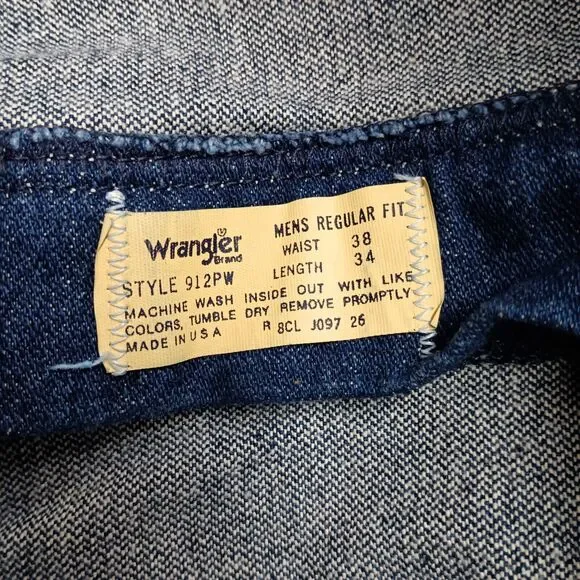 Wrangler
Brand
MENS REGULAR FIT
WAIST 38
LENGTH 34
STYLE 912PW
MACHINE WASH INSIDE OUT WITH LIKE
COLORS, TUMBLE DRY REMOVE PROMPTLY
MADE IN USA R 8CL J097 26